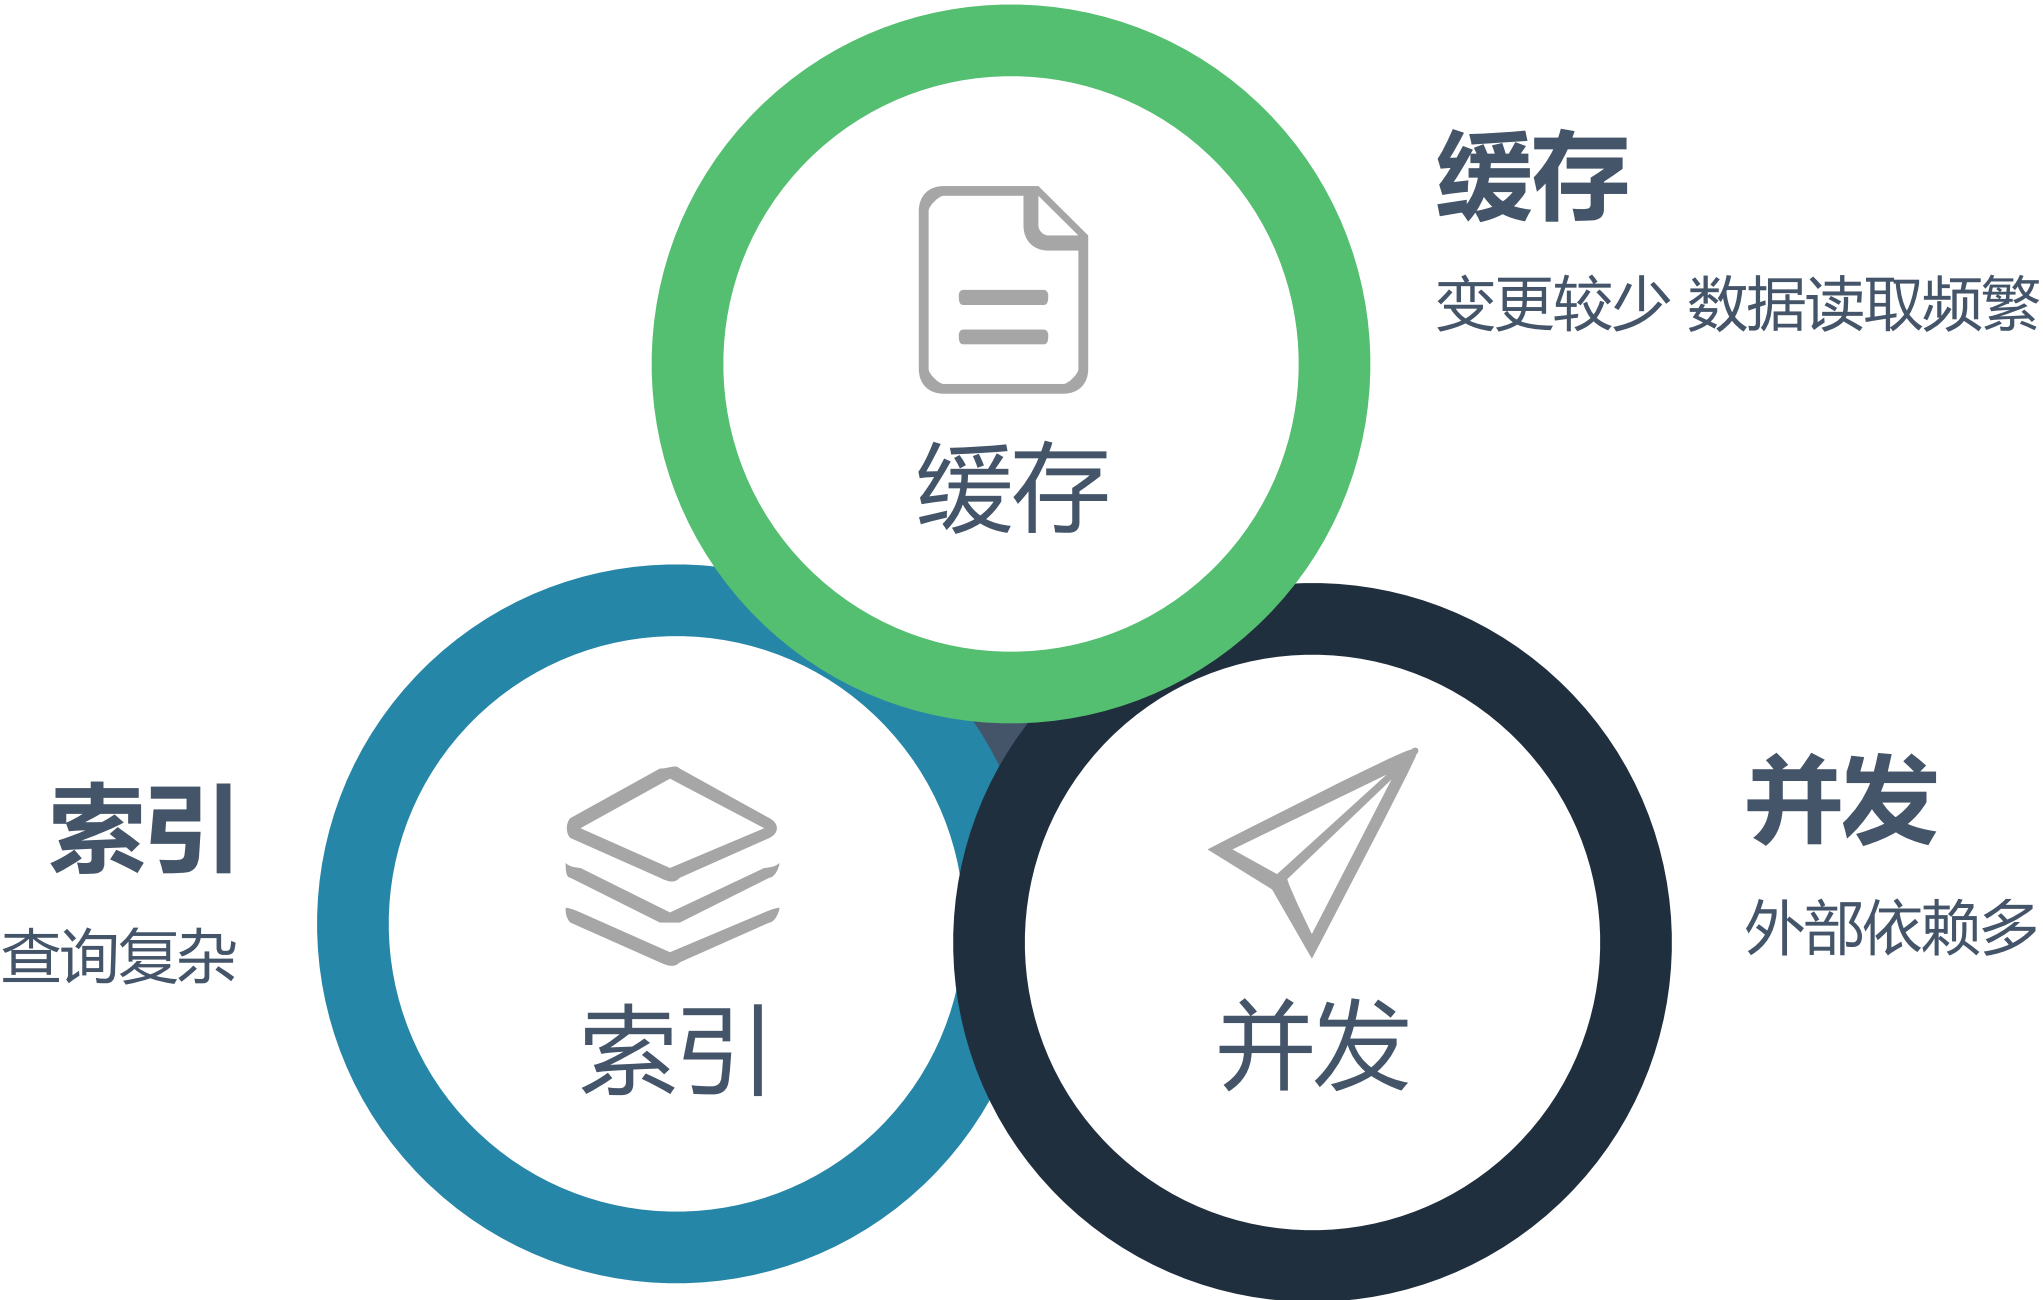 缓存
变更较少 数据读取频繁
缓存
索引
查询复杂
索引
并发
外部依赖多
并发